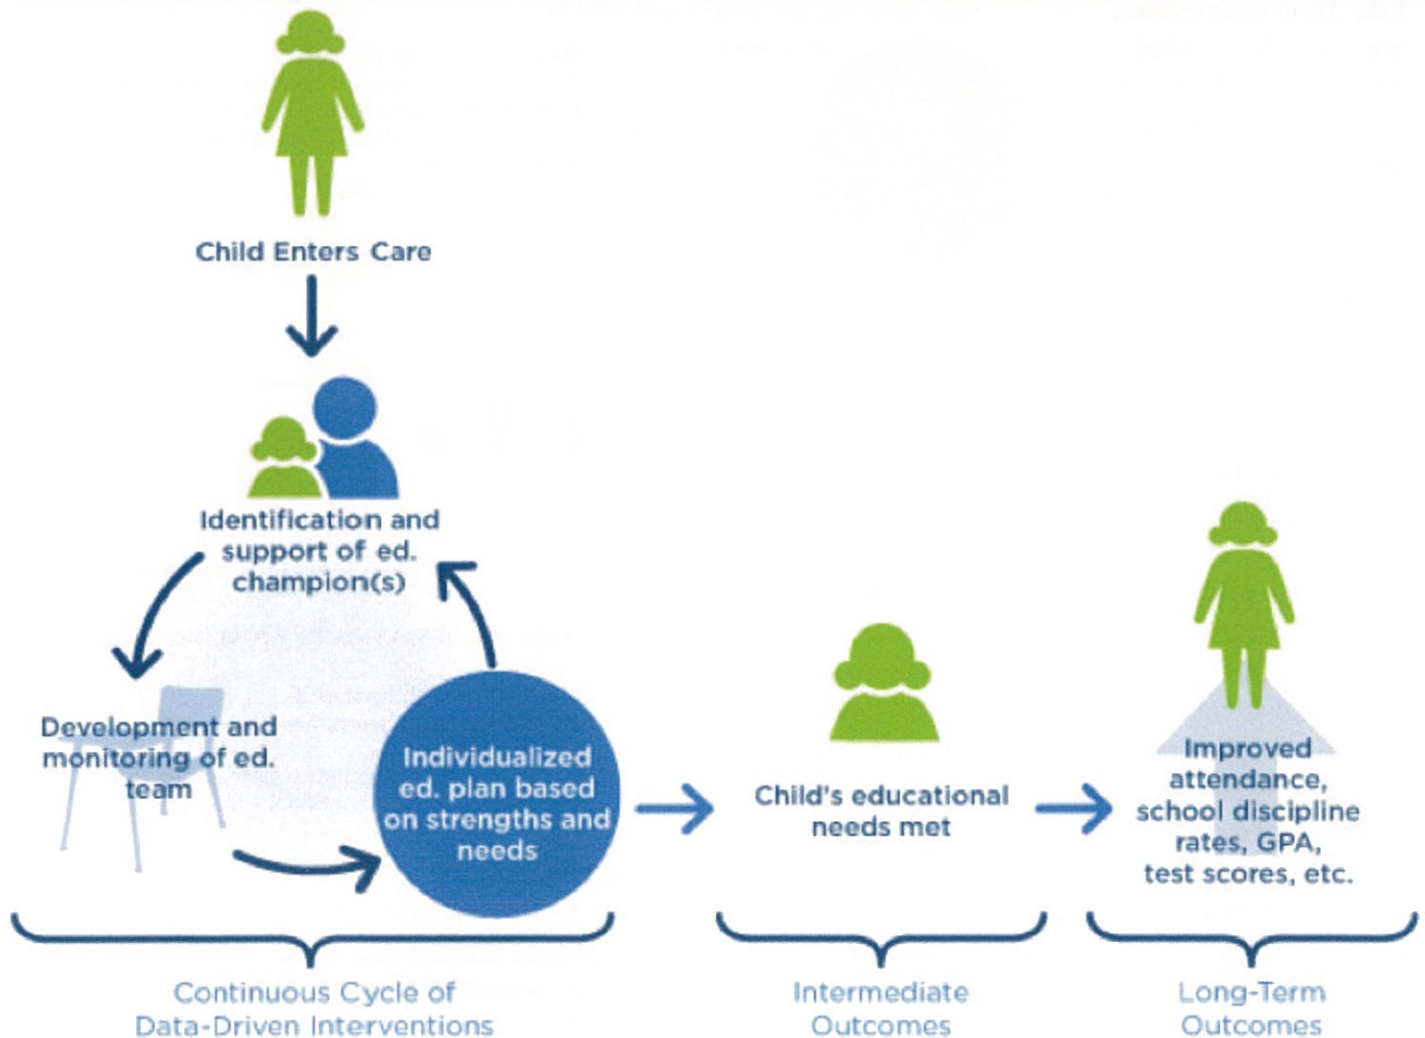 Child Enters Care
Identification and
support of ed.
champion(s)
Development and
monitoring of ed.
team
Individualized
ed. plan based
on strengths and
needs
Child's educational
needs met
Improved
attendance,
school discipline
rates, GPA,
test scores, etc.
Continuous Cycle of
Data-Driven Interventions
Intermediate
Outcomes
Long-Term
Outcomes